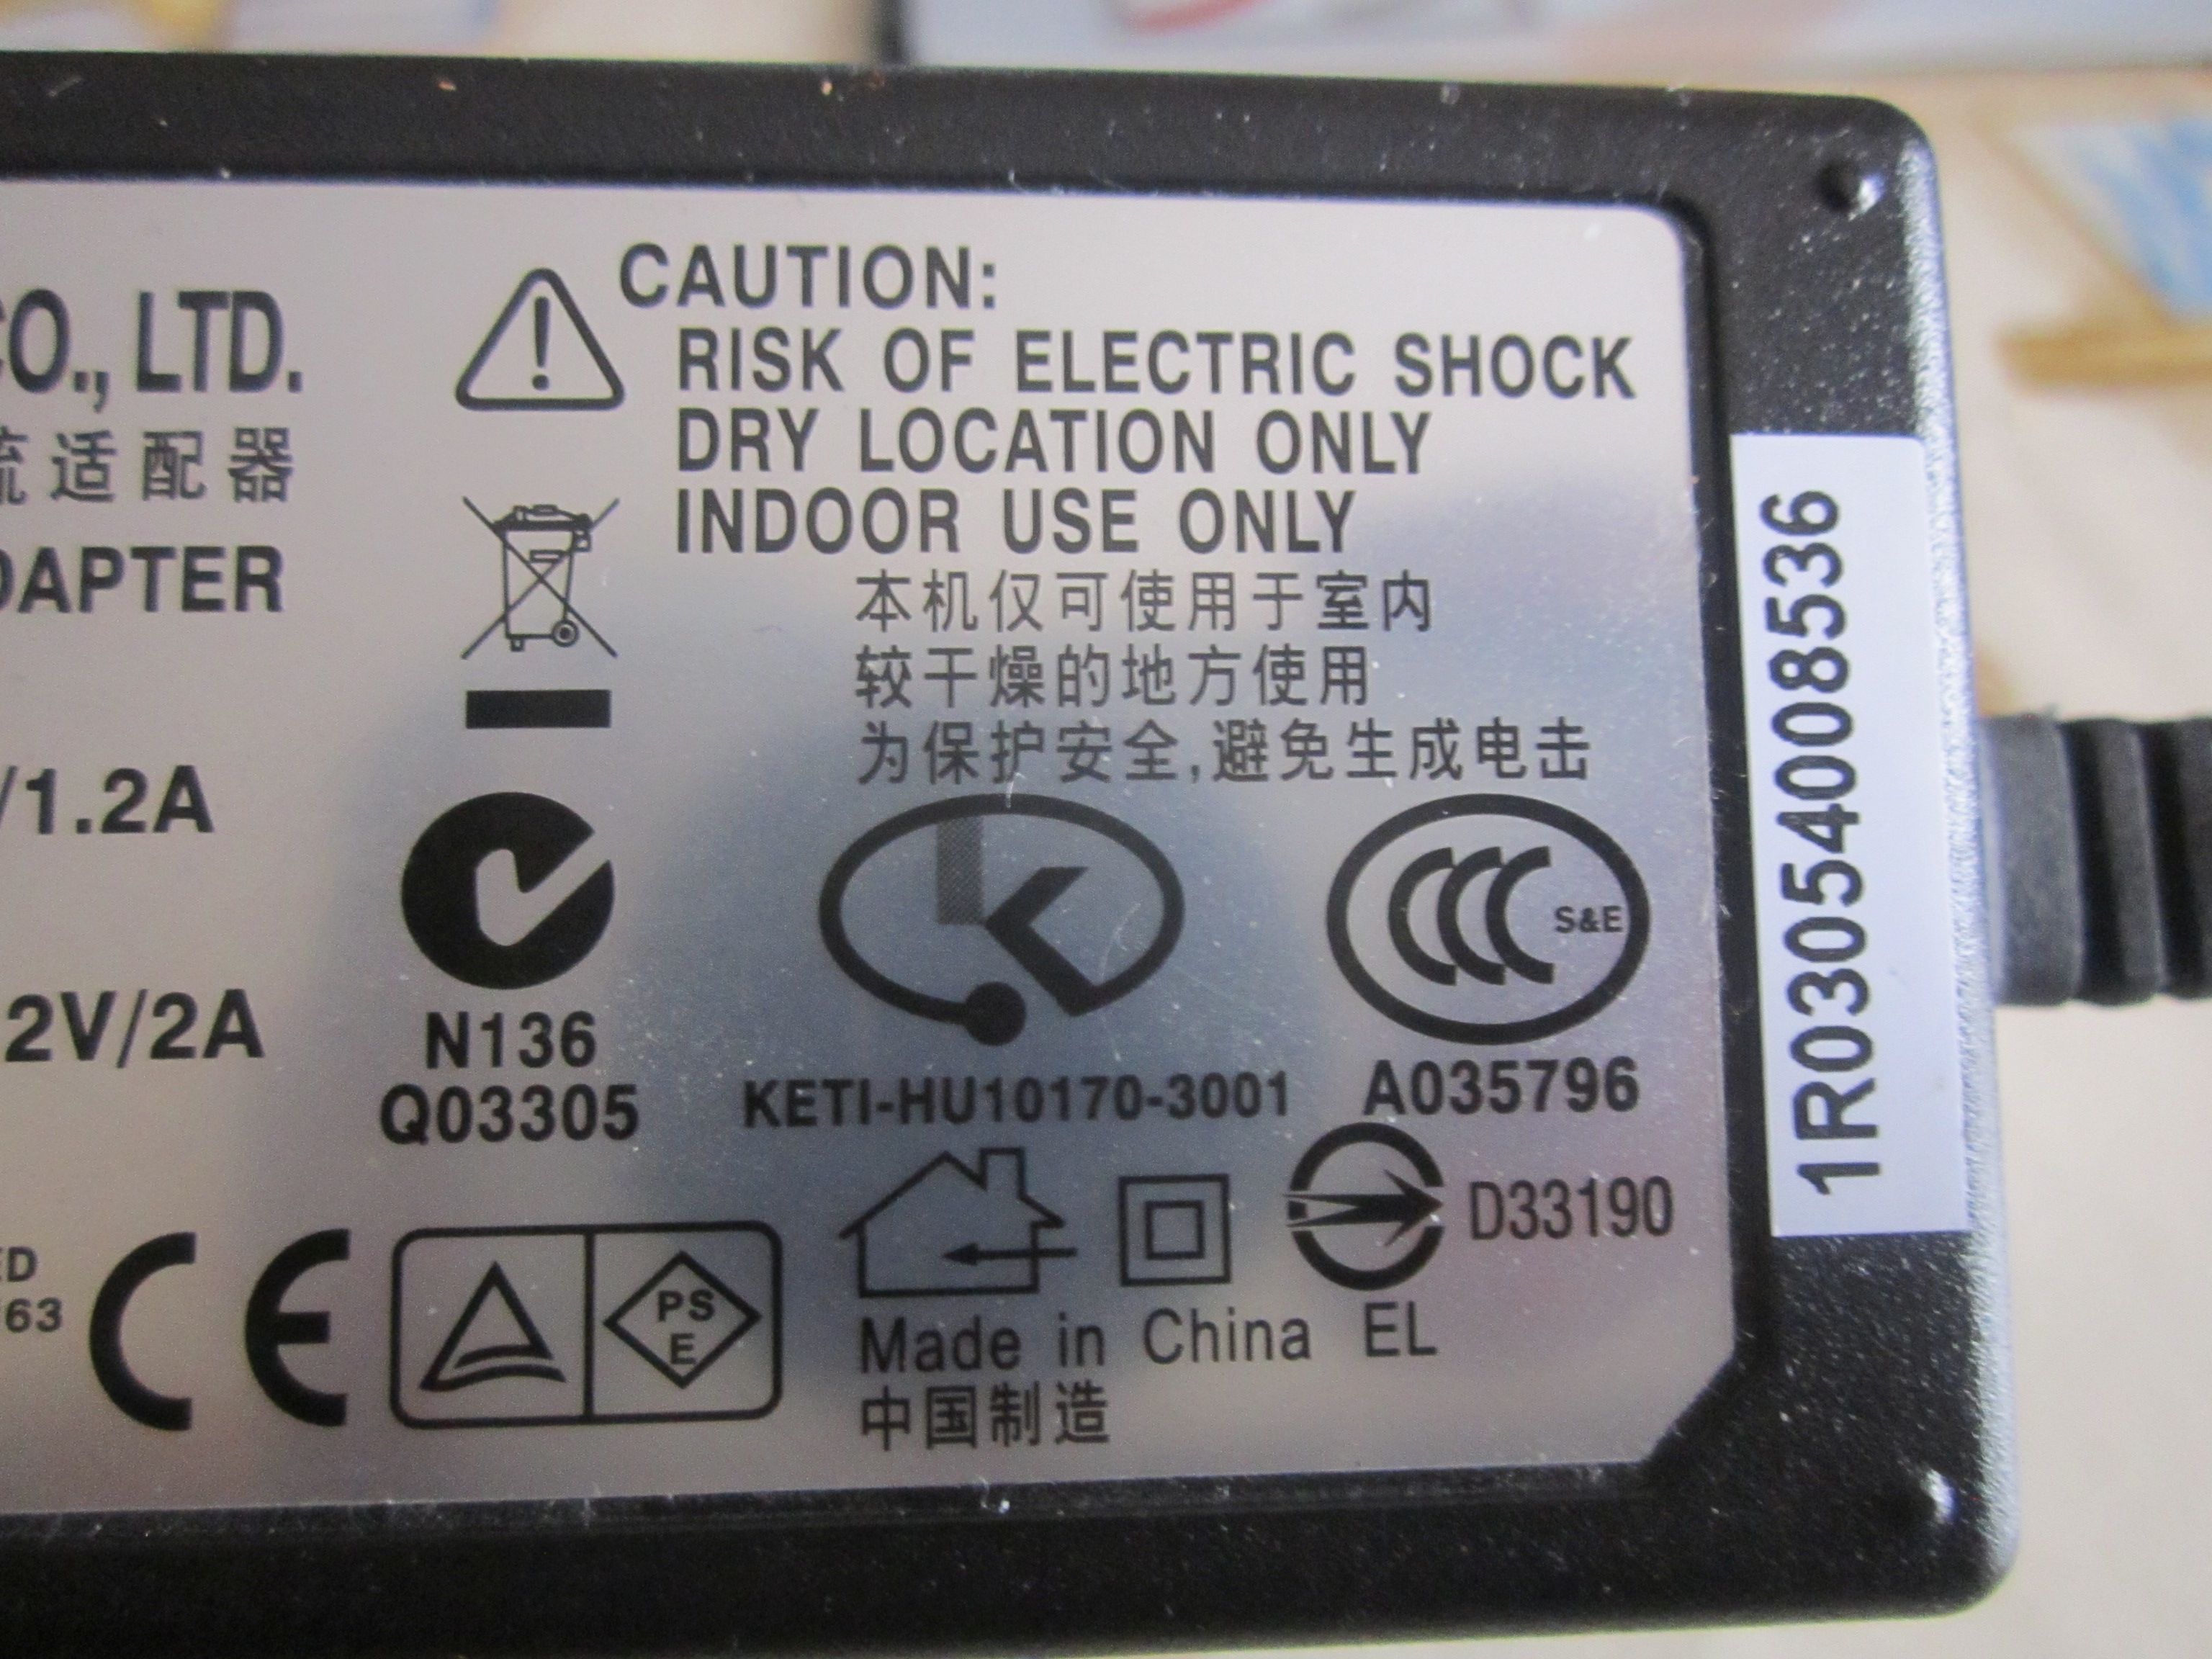 CO., LTD.
流适配器
DAPTER
/1.2A
2V/2A
ED
763
CAUTION:
RISK OF ELECTRIC SHOCK
DRY LOCATION ONLY
INDOOR USE ONLY
本机仅可使用于室内
较干燥的地方使用
为保护安全,避免生成电击
N136
Q03305
KETI-HU10170-3001
S&E
A035796
D33190
PS
E
CE
Made in China EL
中国制造
1R03054008536